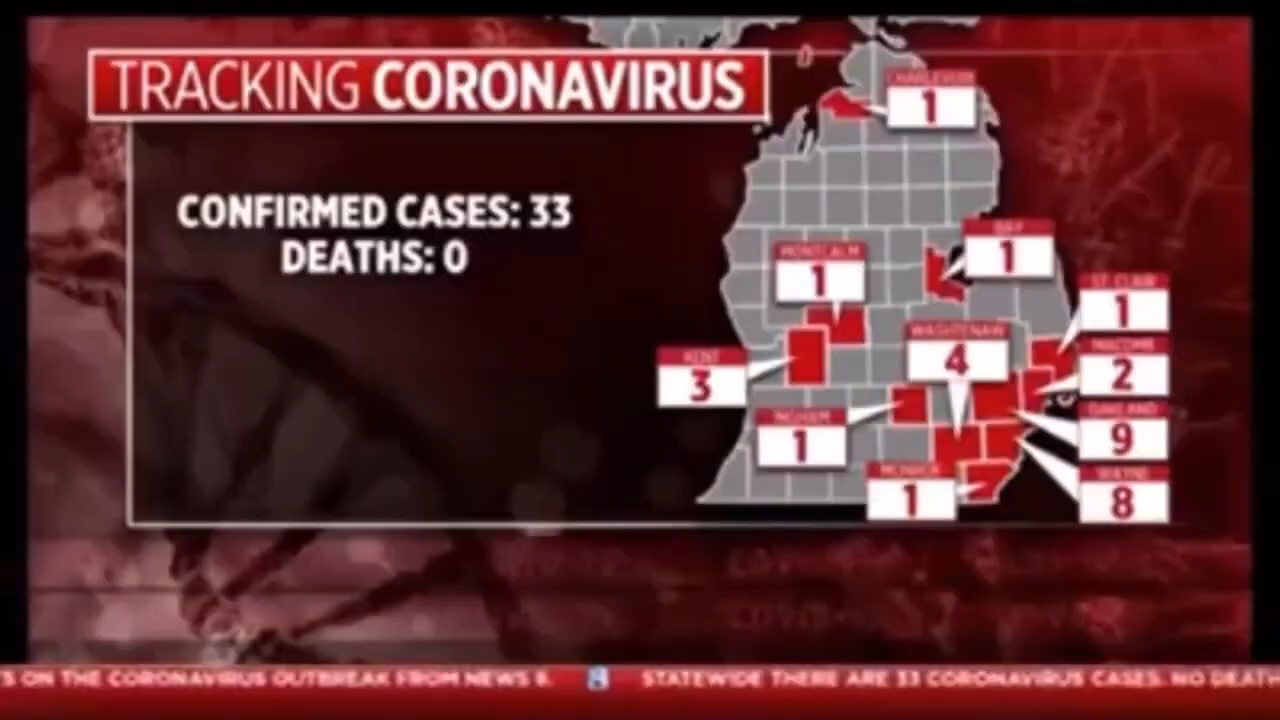 TRACKING CORONAVIRUS
CONFIRMED CASES: 33
DEATHS: 0
CHARLEVOIX
1
BAY
1
MONTCALM
1
ST. CLAIR
1
WASHTENAW
4
MACOMB
2
KENT
3
OAKLAND
9
INGHAM
1
WAYNE
8
MONROE
1
S ON THE CORONAVIRUS OUTBREAK FROM NEWS 8. 8 STATEWIDE THERE ARE 33 CORONAVIRUS CASES. NO DEATH